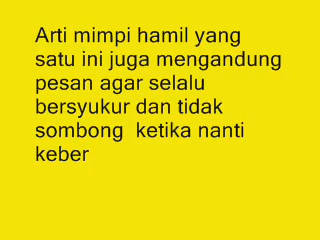 Arti mimpi hamil yang
satu ini juga mengandung
pesan agar selalu
bersyukur dan tidak
sombong  ketika nanti
keber